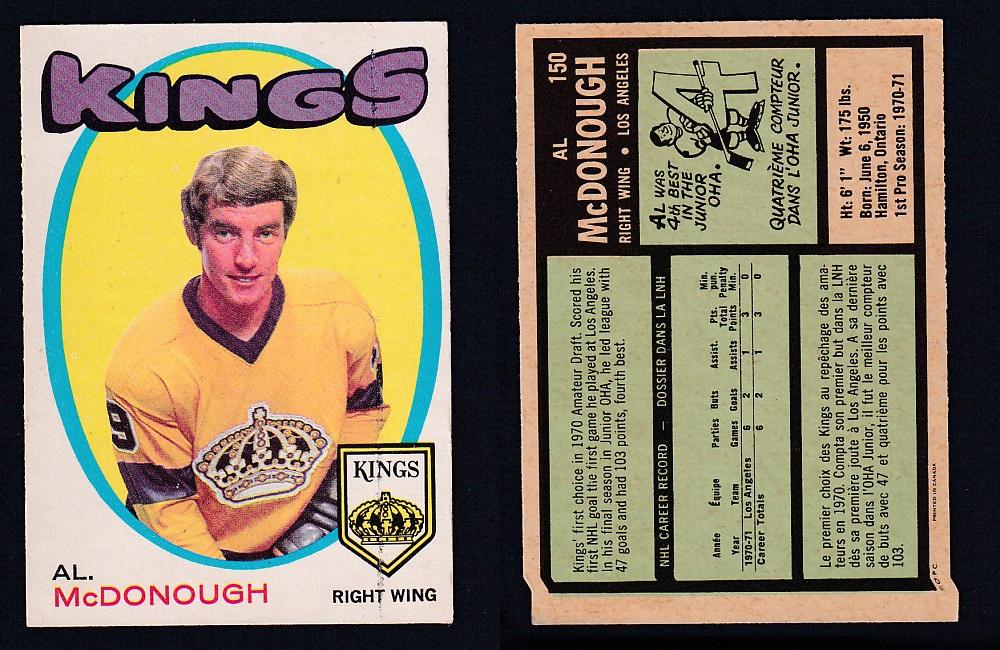 KINGS
9
KINGS
AL.
McDONOUGH
RIGHT WING
150
AL
McDONOUGH
RIGHT WING • LOS ANGELES
AL WAS
4th BEST
IN THE
JUNIOR
OHA.
4
QUATRIÈME COMPTEUR
DANS L'OHA JUNIOR.
Ht: 6' 1" Wt: 175 lbs.
Born: June 6, 1950
Hamilton, Ontario
1st Pro Season: 1970-71
Kings' first choice in 1970 Amateur Draft. Scored his
first NHL goal the first game he played at Los Angeles.
In his final season in Junior OHA, he led league with
47 goals and had 103 points, fourth best.
NHL CAREER RECORD — DOSSIER DANS LA LNH
Année Équipe Parties Buts Assist. Pts. Total Min. pun.
Year Team Games Goals Assists Points Penalty Min.
1970-71 Los Angeles 6 2 1 3 0
Career Totals 6 2 1 3 0
Le premier choix des Kings au repêchage des ama-
teurs en 1970. Compta son premier but dans la LNH
dès sa première joute à Los Angeles. A sa dernière
saison dans l'OHA Junior, il fut le meilleur compteur
de buts avec 47 et quatrième pour les points avec
103.
O P C
PRINTED IN CANADA